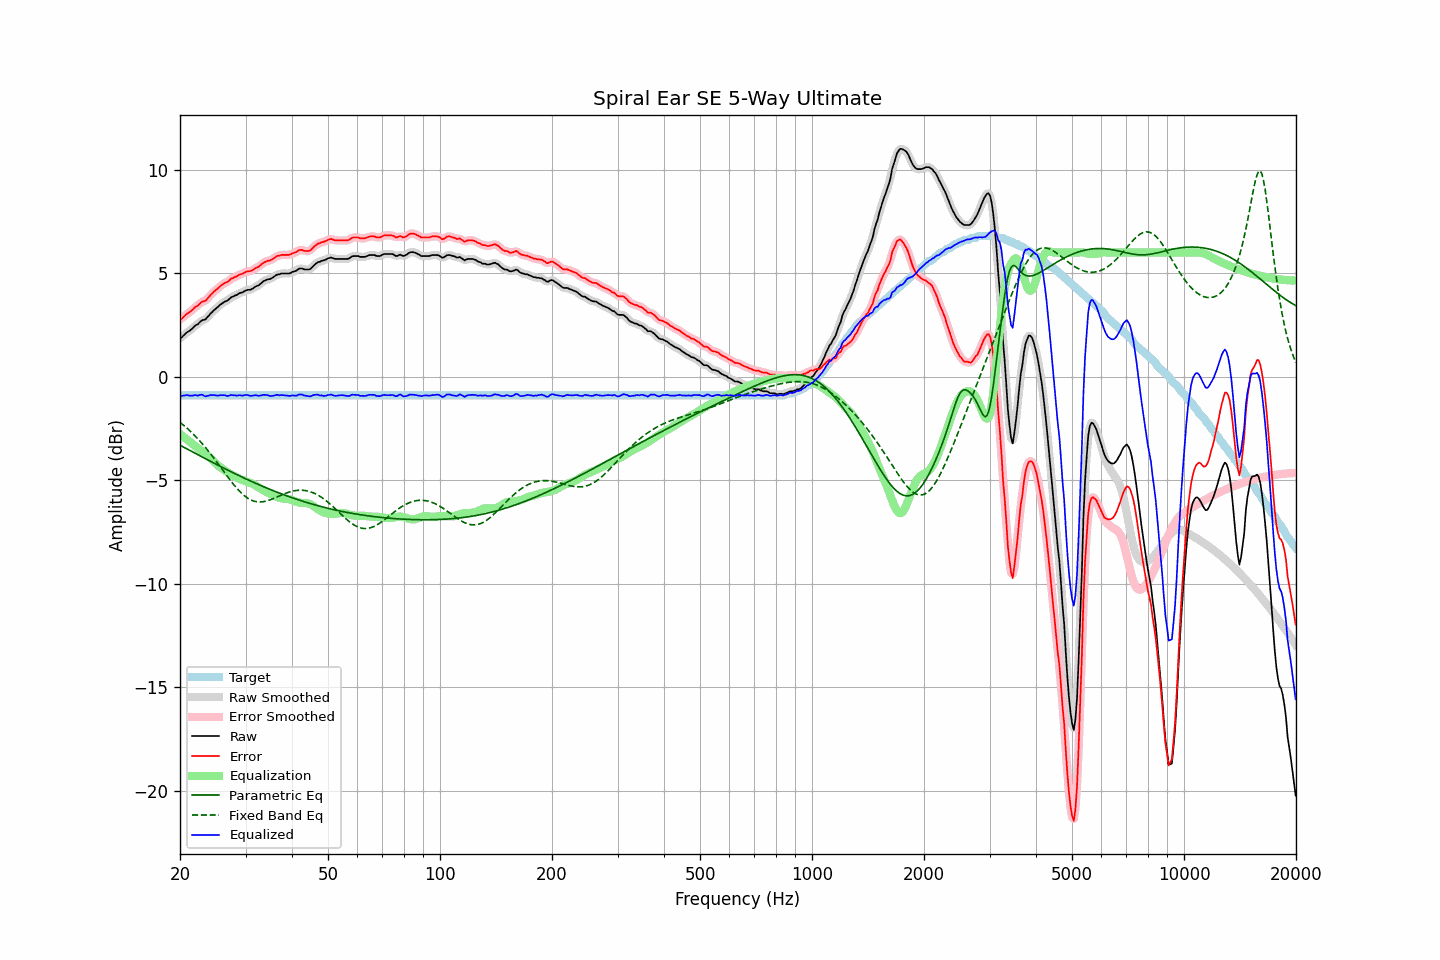 Spiral Ear SE 5-Way Ultimate
Amplitude (dBr)
10
5
0
−5
−10
−15
−20
Target
Raw Smoothed
Error Smoothed
Raw
Error
Equalization
Parametric Eq
Fixed Band Eq
Equalized
20 50 100 200 500 1000 2000 5000 10000 20000
Frequency (Hz)